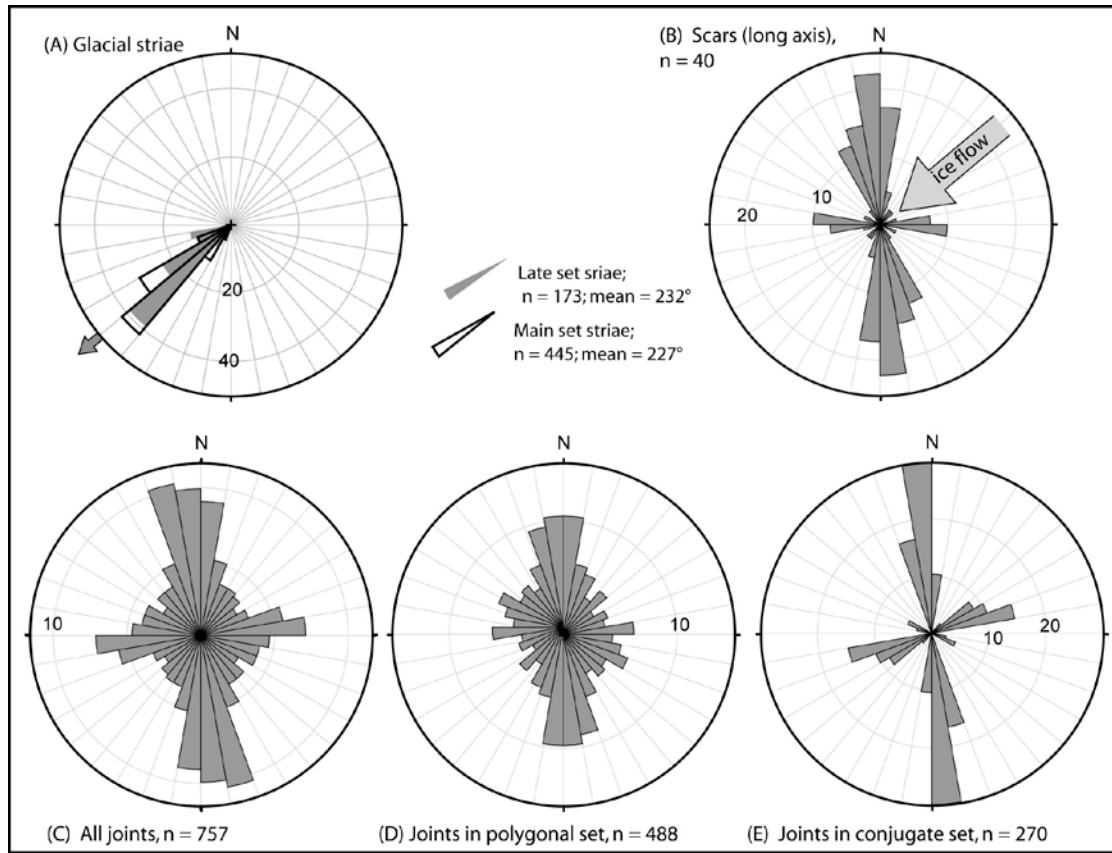 N
(A) Glacial striae
20
40
Late set sriae;
n = 173; mean = 232°
Main set striae;
n = 445; mean = 227°
(B) Scars (long axis),
n = 40
N
ice flow
10
20
N
10
(C) All joints, n = 757
N
10
(D) Joints in polygonal set, n = 488
N
10
20
(E) Joints in conjugate set, n = 270